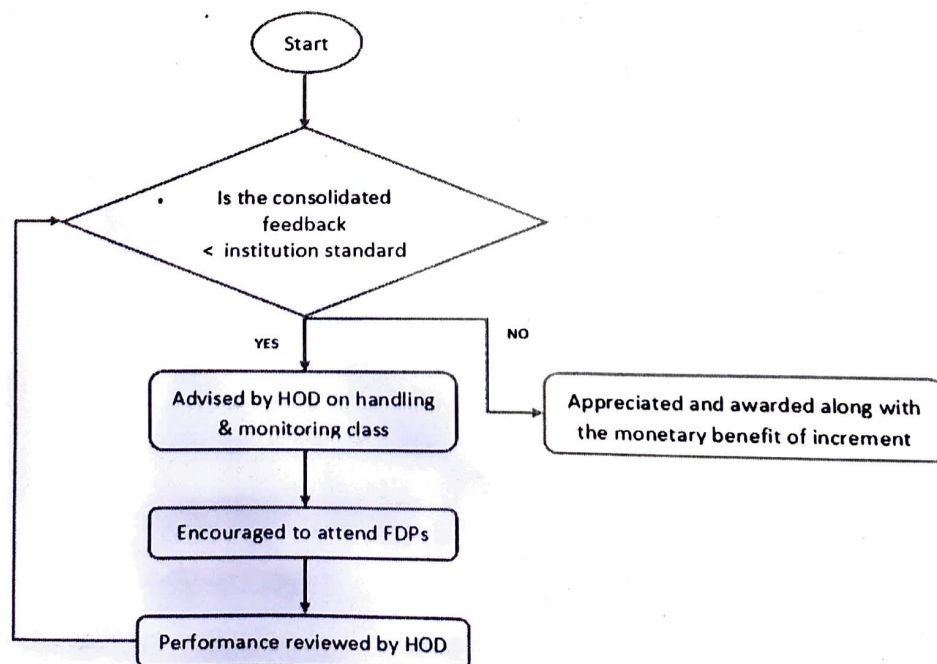 Start
Is the consolidated
feedback
< institution standard
YES
NO
Advised by HOD on handling
& monitoring class
Appreciated and awarded along with
the monetary benefit of increment
Encouraged to attend FDPs
Performance reviewed by HOD